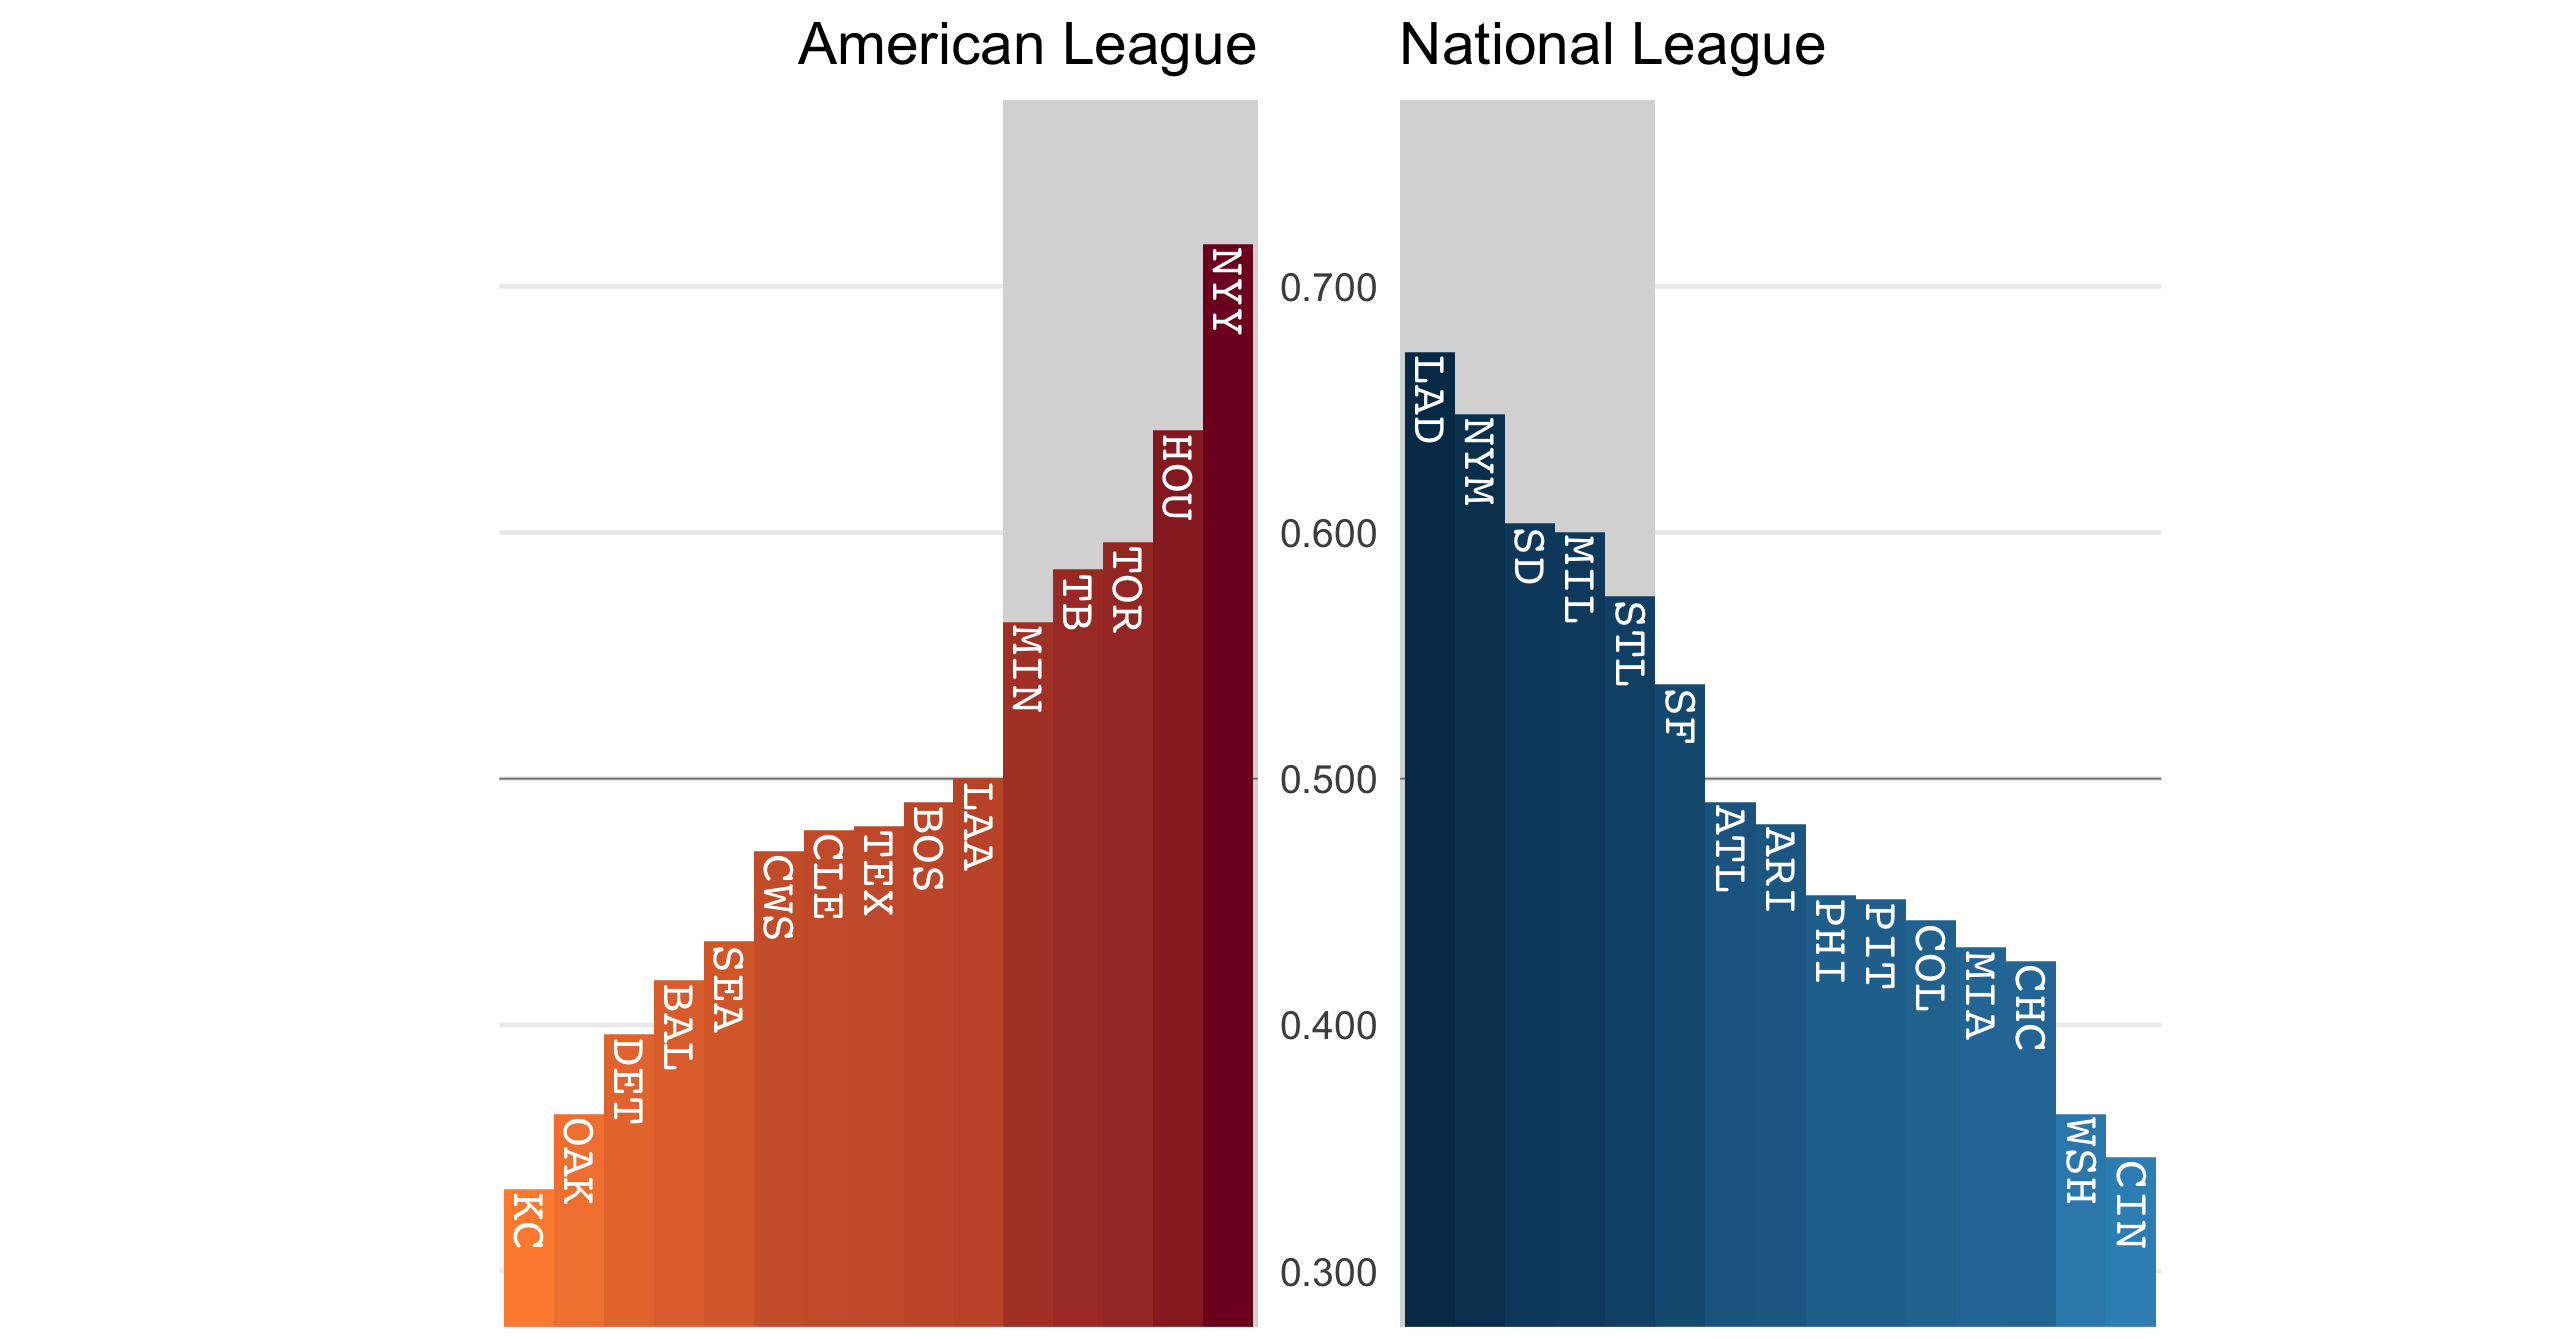 American League
National League
NYY
0.700
LAD
NYM
HOU
SD
0.600
MIL
TOR
TB
STL
MIN
SF
0.500
LAA
BOS
ATL
TEX
ARI
CLE
CWS
PHI
PIT
COL
SEA
MIA
CHC
BAL
0.400
DET
OAK
WSH
CIN
KC
0.300